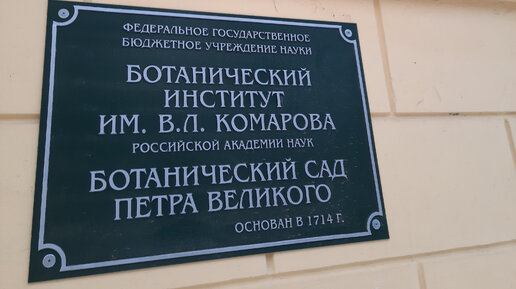 ФЕДЕРАЛЬНОЕ ГОСУДАРСТВЕННОЕ
БЮДЖЕТНОЕ УЧРЕЖДЕНИЕ НАУКИ
БОТАНИЧЕСКИЙ
ИНСТИТУТ
ИМ. В.Л. КОМАРОВА
РОССИЙСКОЙ АКАДЕМИИ НАУК
БОТАНИЧЕСКИЙ САД
ПЕТРА ВЕЛИКОГО
ОСНОВАН В 1714 Г.